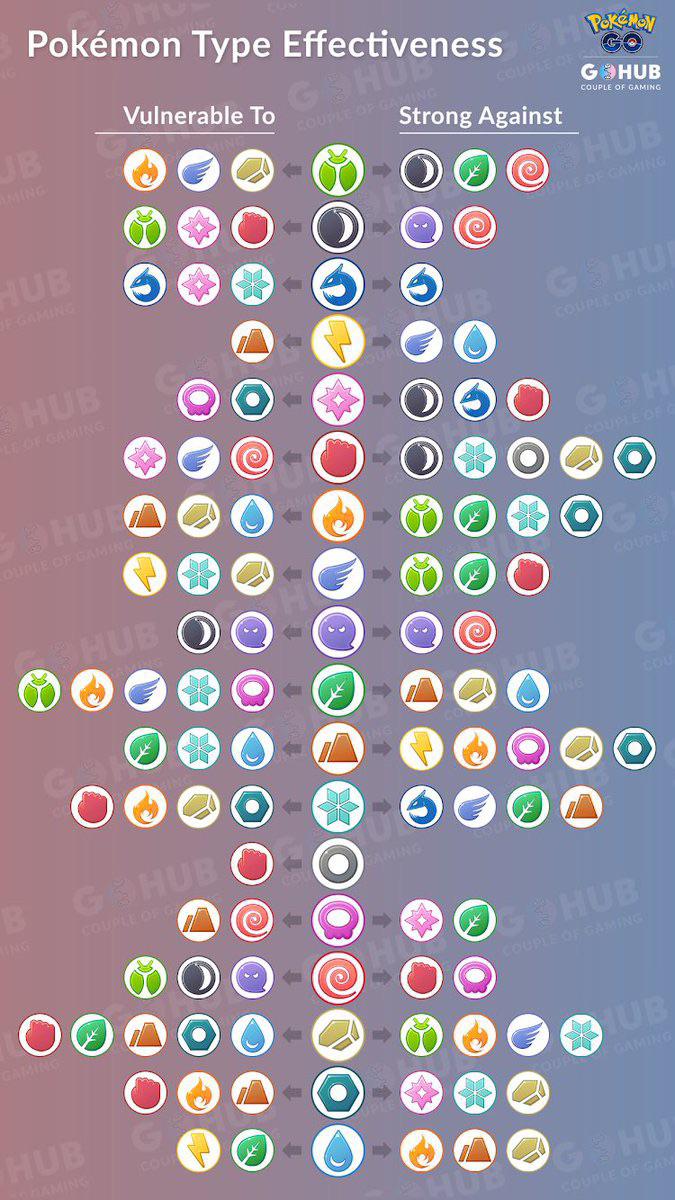 Pokémon Type Effectiveness
POKÉMON
GO
GOHUB
COUPLE OF GAMING
Vulnerable To
Strong Against